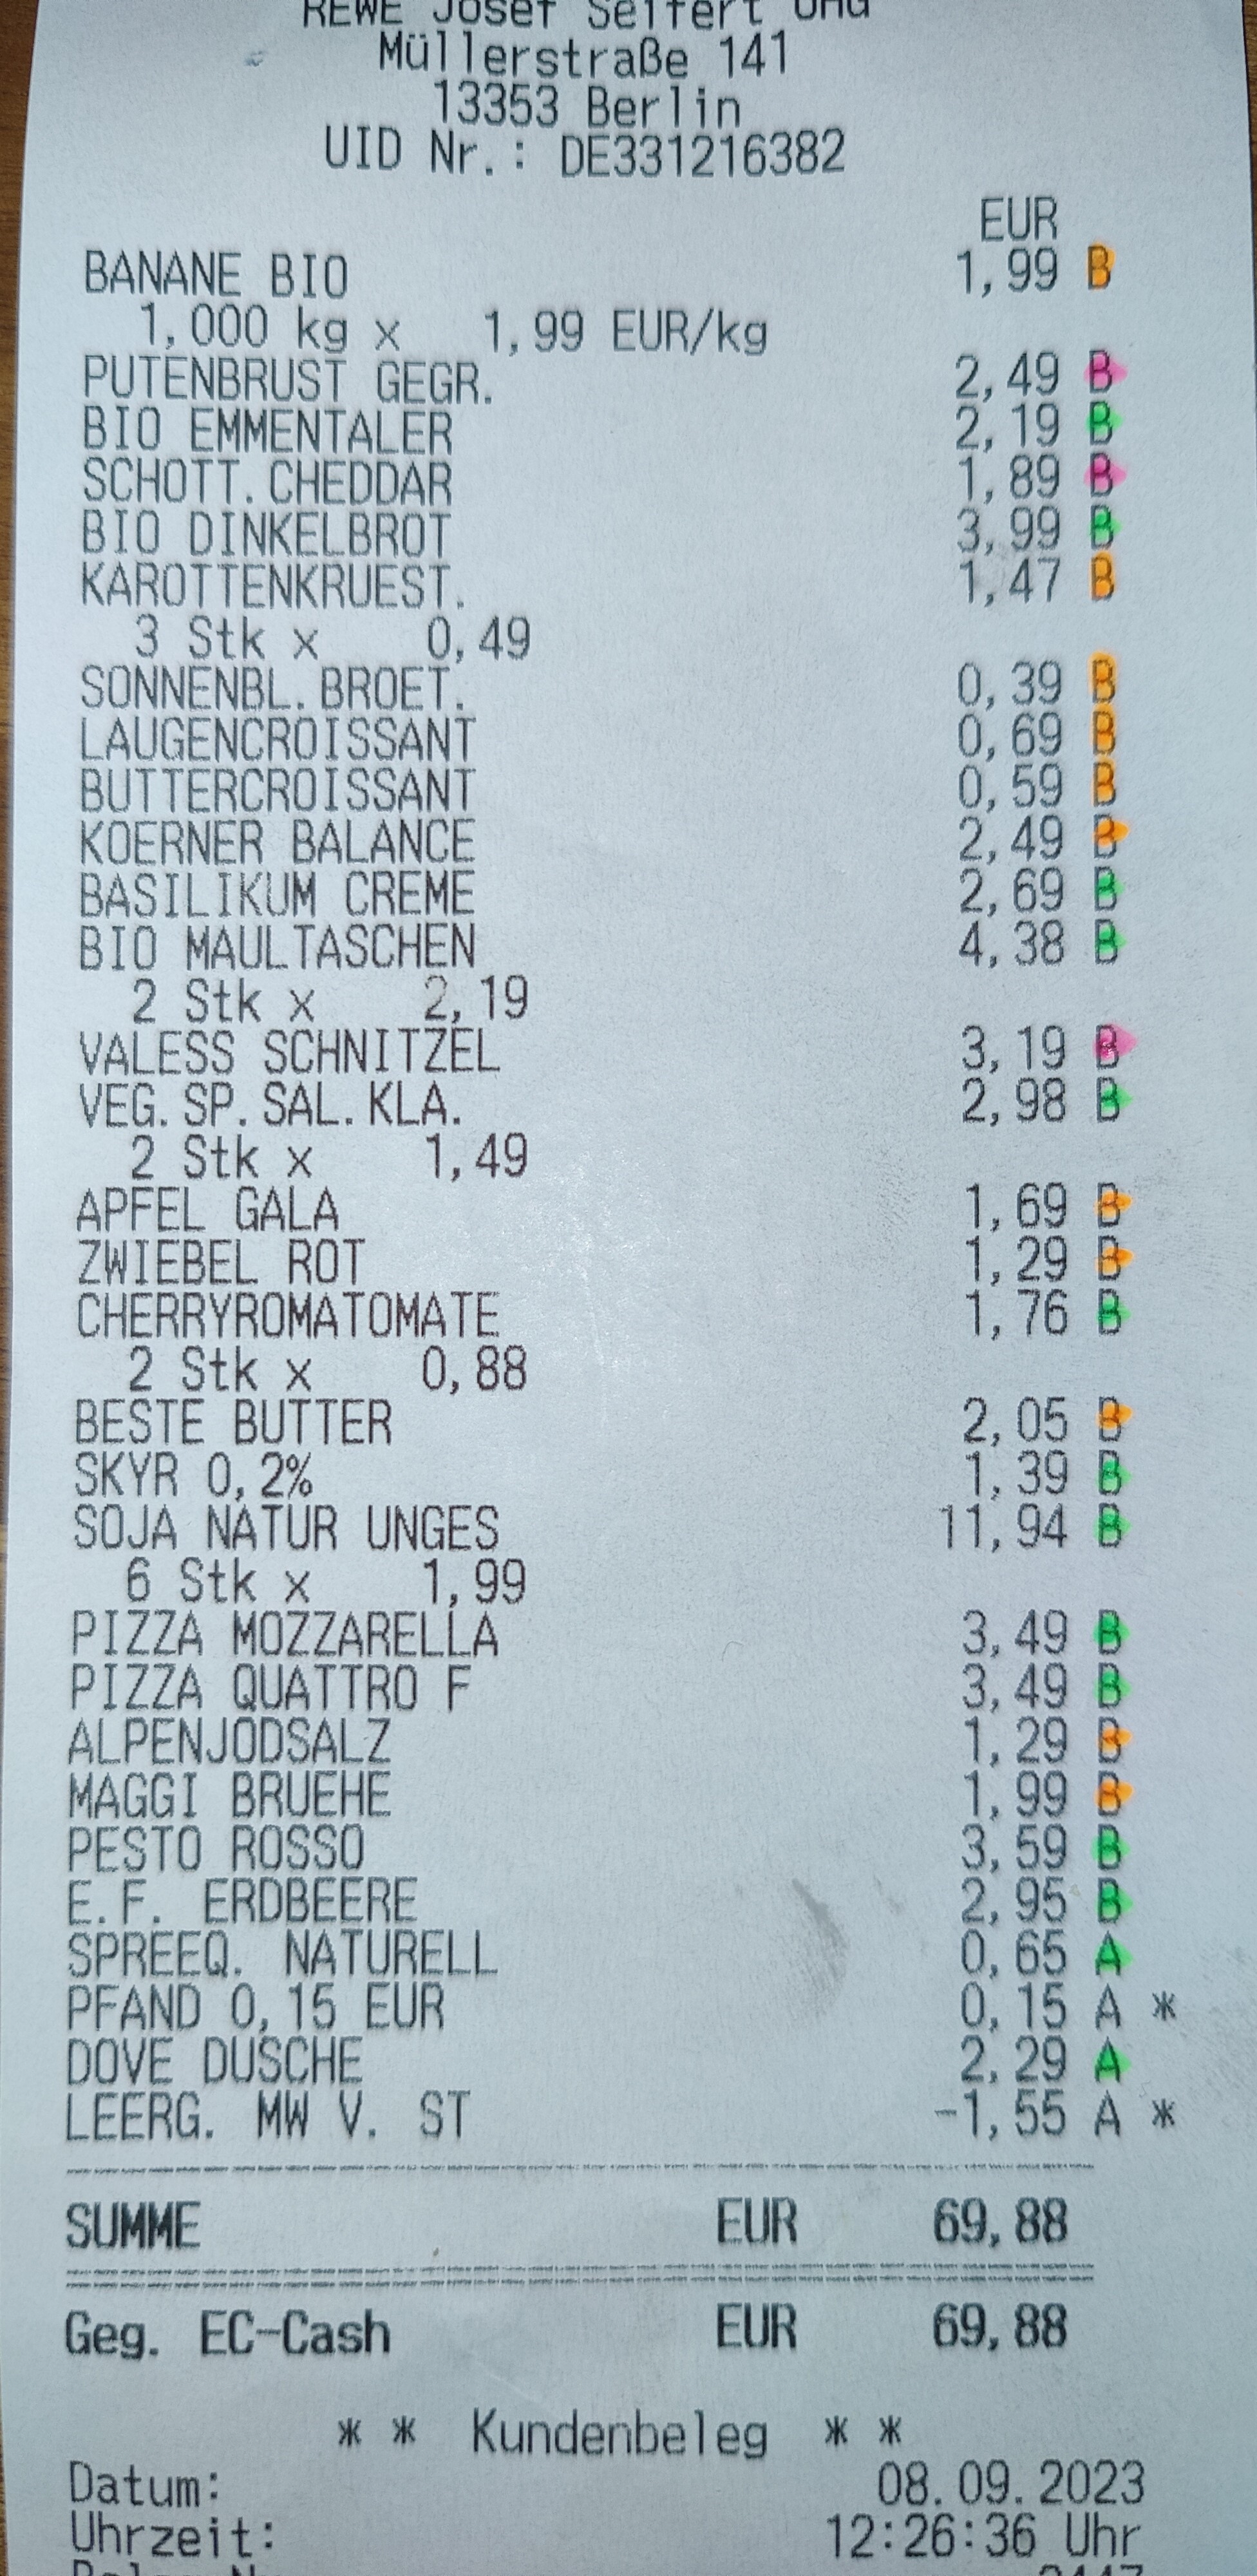 REWE Josef Seifert OHG
Müllerstraße 141
13353 Berlin
UID Nr.: DE331216382
EUR
BANANE BIO 1,99 B
1,000 kg x 1,99 EUR/kg
PUTENBRUST GEGR. 2,49 B
BIO EMMENTALER 2,19 B
SCHOTT.CHEDDAR 1,89 B
BIO DINKELBROT 3,99 B
KAROTTENKRUEST. 1,47 B
3 Stk x 0,49
SONNENBL.BROET. 0,39 B
LAUGENCROISSANT 0,69 B
BUTTERCROISSANT 0,59 B
KOERNER BALANCE 2,49 B
BASILIKUM CREME 2,69 B
BIO MAULTASCHEN 4,38 B
2 Stk x 2,19
VALESS SCHNITZEL 3,19 B
VEG.SP.SAL.KLA. 2,98 B
2 Stk x 1,49
APFEL GALA 1,69 B
ZWIEBEL ROT 1,29 B
CHERRYROMATOMATE 1,76 B
2 Stk x 0,88
BESTE BUTTER 2,05 B
SKYR 0,2% 1,39 B
SOJA NATUR UNGES 11,94 B
6 Stk x 1,99
PIZZA MOZZARELLA 3,49 B
PIZZA QUATTRO F 3,49 B
ALPENJODSALZ 1,29 B
MAGGI BRUEHE 1,99 B
PESTO ROSSO 3,59 B
E.F. ERDBEERE 2,95 B
SPREEQ. NATURELL 0,65 A
PFAND 0,15 EUR 0,15 A *
DOVE DUSCHE 2,29 A
LEERG. MW V. ST -1,55 A *
SUMME EUR 69,88
Geg. EC-Cash EUR 69,88
* * Kundenbeleg * *
Datum: 08.09.2023
Uhrzeit: 12:26:36 Uhr